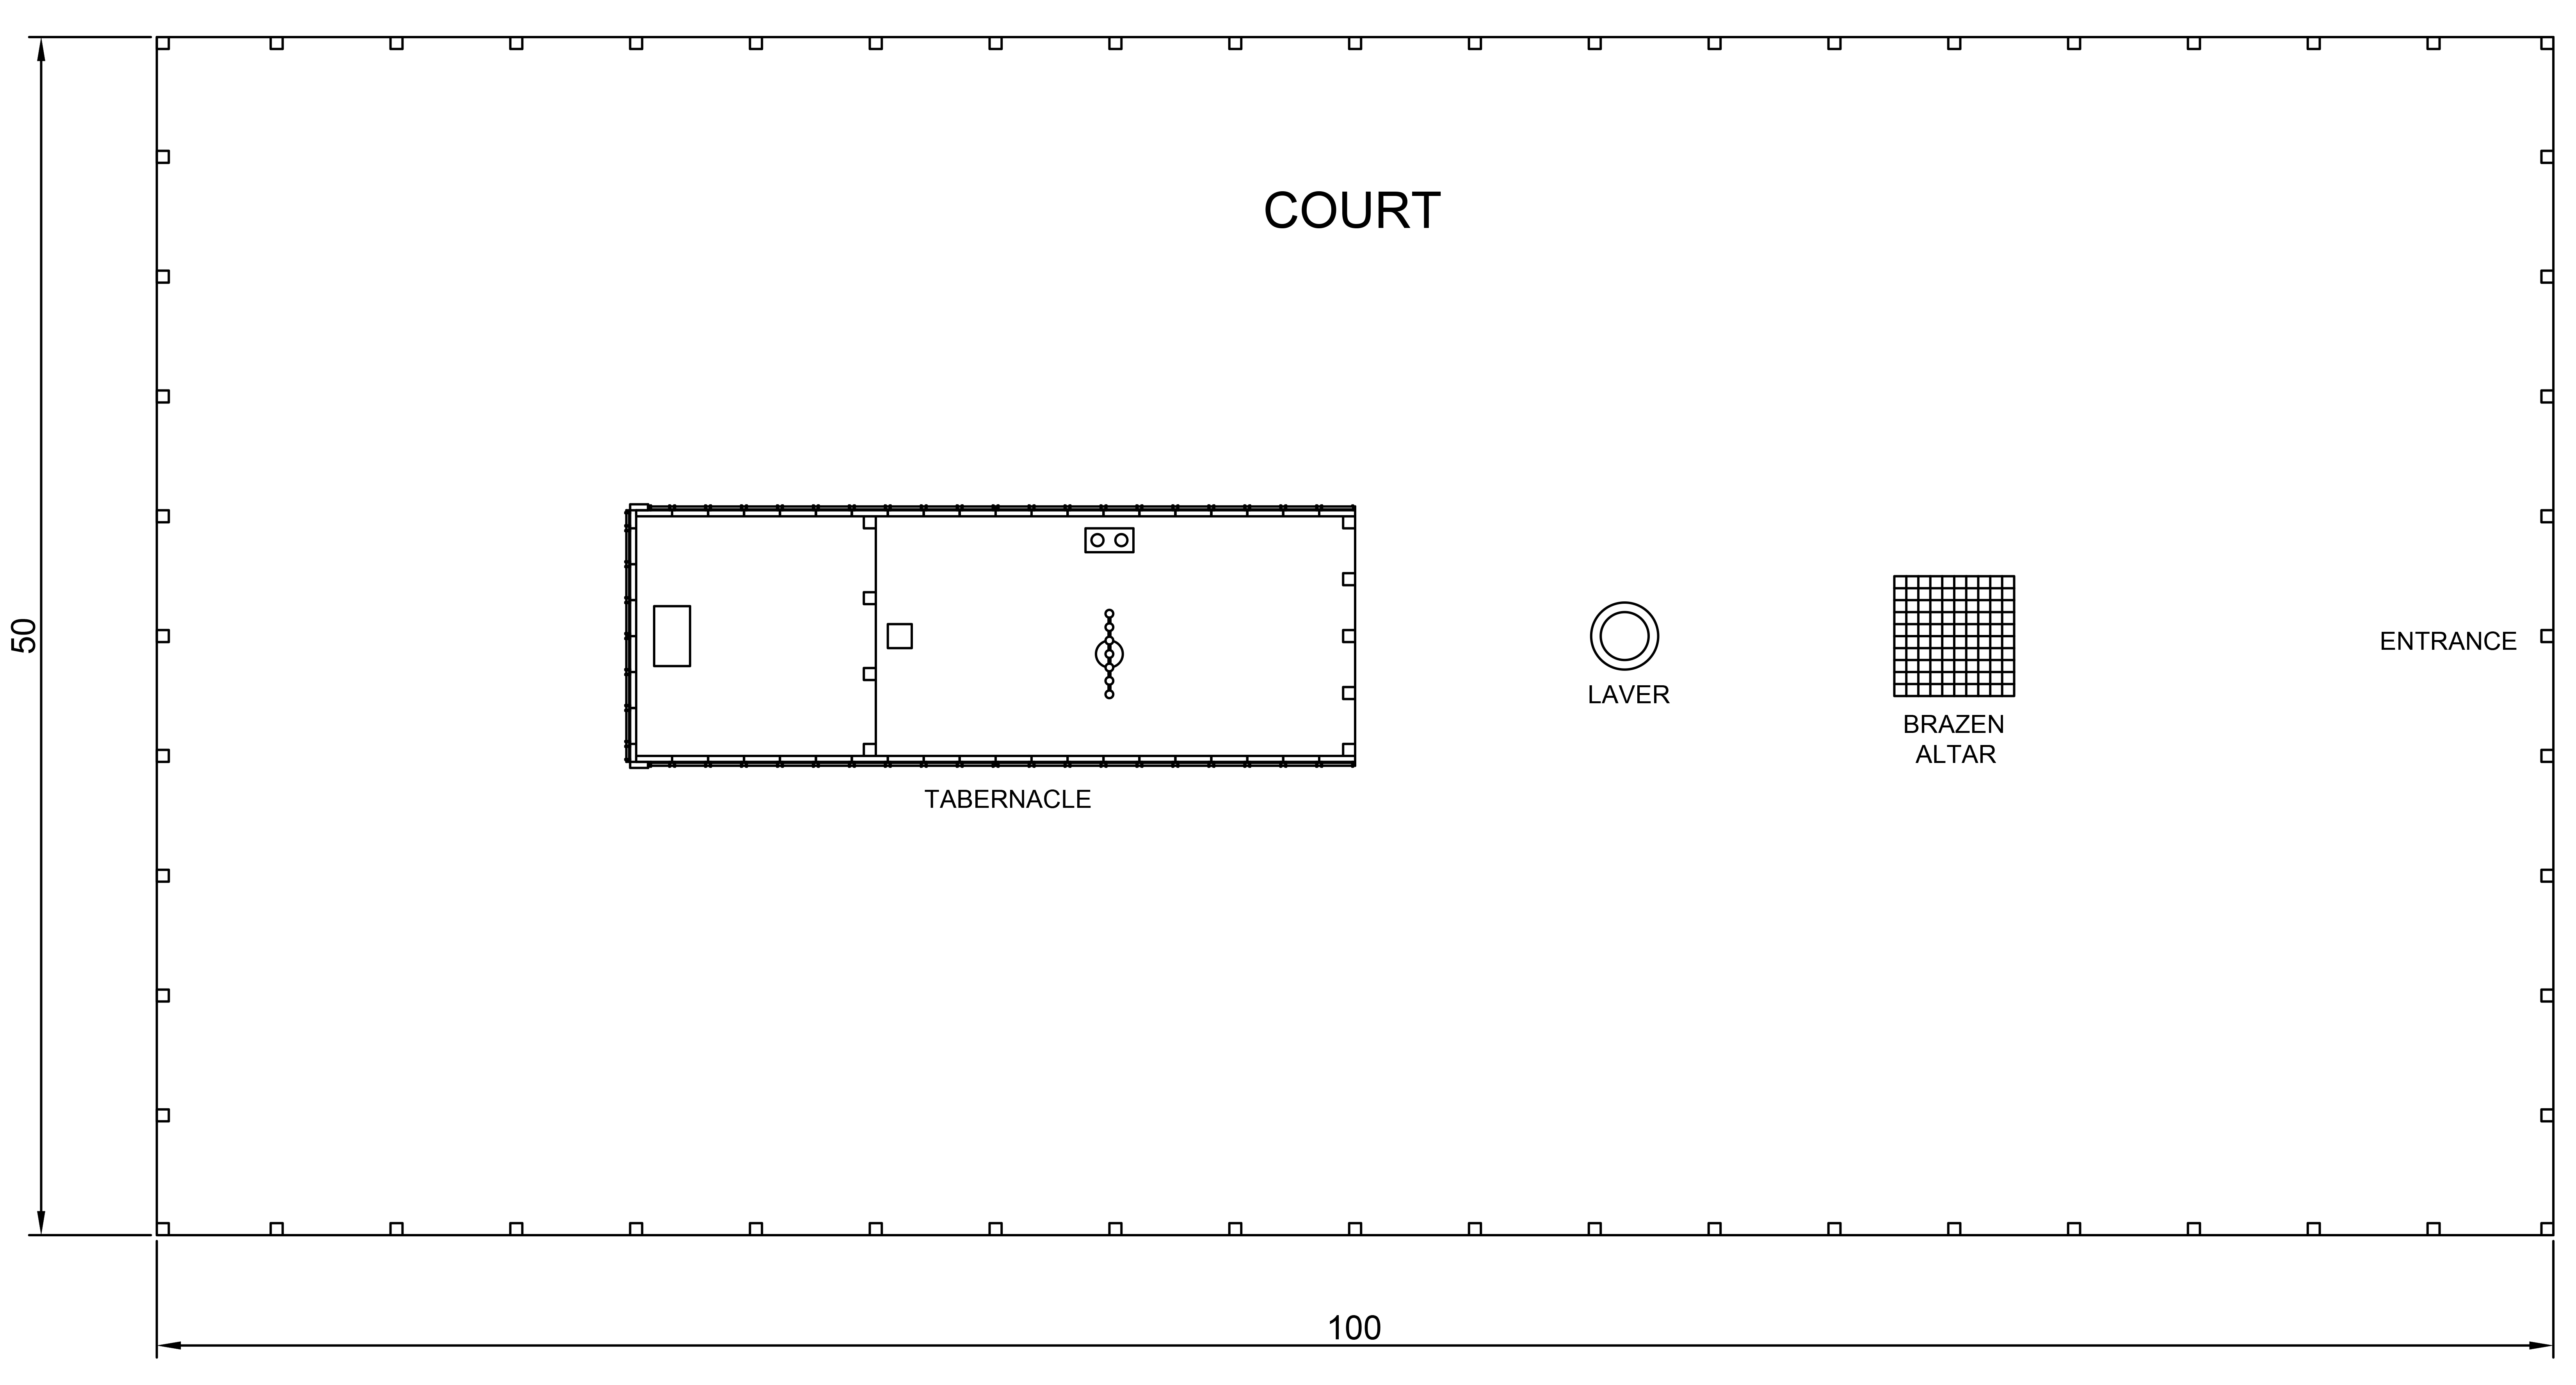 COURT
50
ENTRANCE
LAVER
BRAZEN
ALTAR
TABERNACLE
100